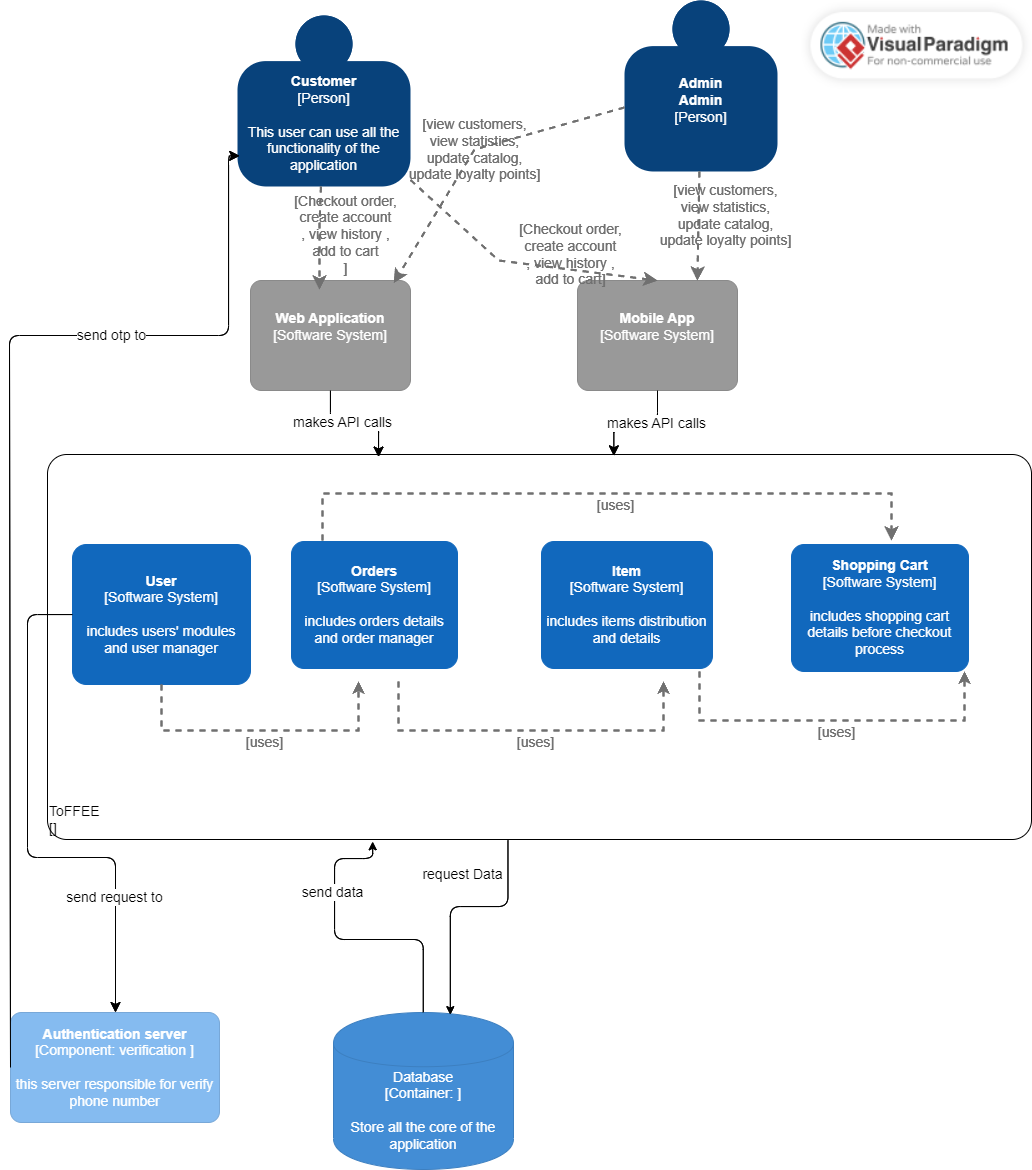 Made with
Visual Paradigm
For non-commercial use
Customer
[Person]
This user can use all the
functionality of the
application
Admin
Admin
[Person]
[view customers,
view statistics,
update catalog,
update loyalty points]
[Checkout order,
create account
, view history ,
add to cart
]
[view customers,
view statistics,
update catalog,
update loyalty points]
[Checkout order,
create account
, view history ,
add to cart]
Web Application
[Software System]
Mobile App
[Software System]
send otp to
makes API calls
makes API calls
[uses]
User
[Software System]
includes users' modules
and user manager
Orders
[Software System]
includes orders details
and order manager
Item
[Software System]
includes items distribution
and details
Shopping Cart
[Software System]
includes shopping cart
details before checkout
process
[uses]
[uses]
[uses]
ToFFEE
[]
send request to
send data
request Data
Authentication server
[Component: verification ]
this server responsible for verify
phone number
Database
[Container: ]
Store all the core of the
application